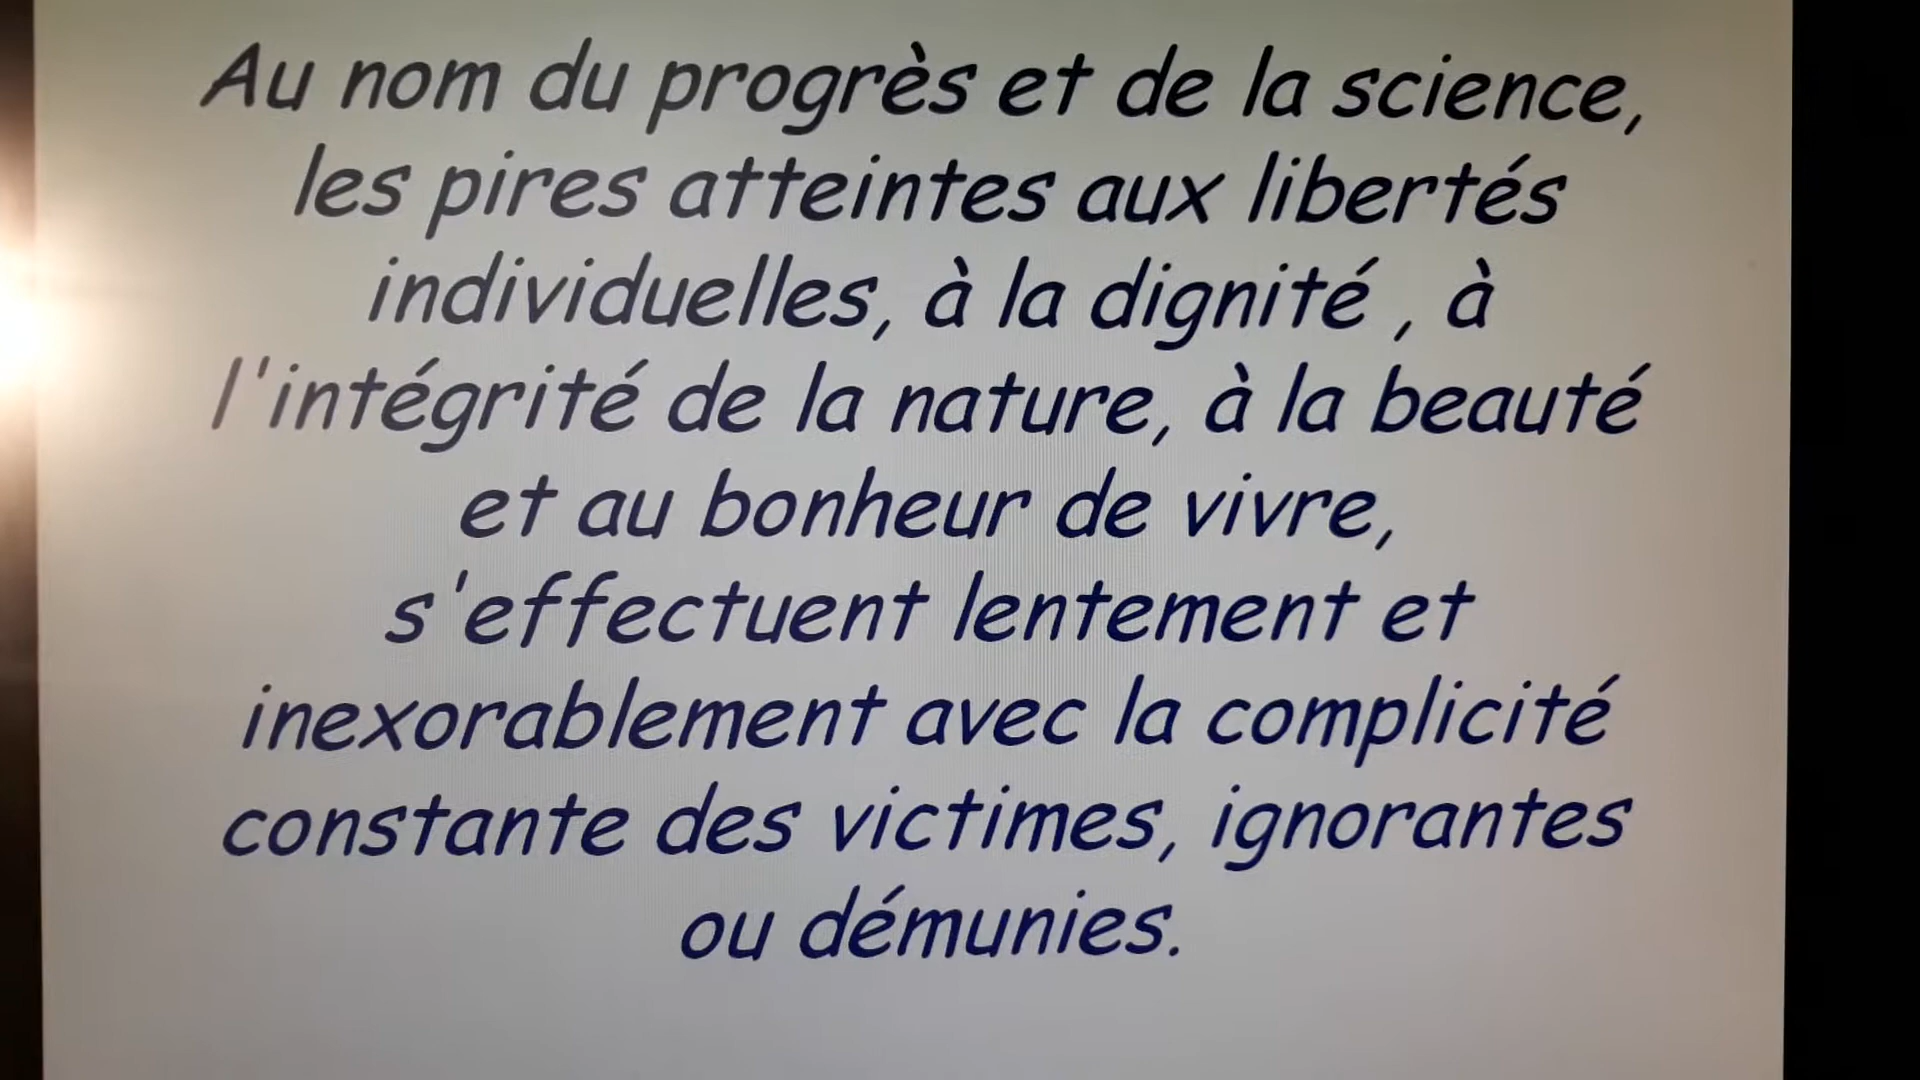 Au nom du progrès et de la science,
les pires atteintes aux libertés
individuelles, à la dignité , à
l'intégrité de la nature, à la beauté
et au bonheur de vivre,
s'effectuent lentement et
inexorablement avec la complicité
constante des victimes, ignorantes
ou démunies.